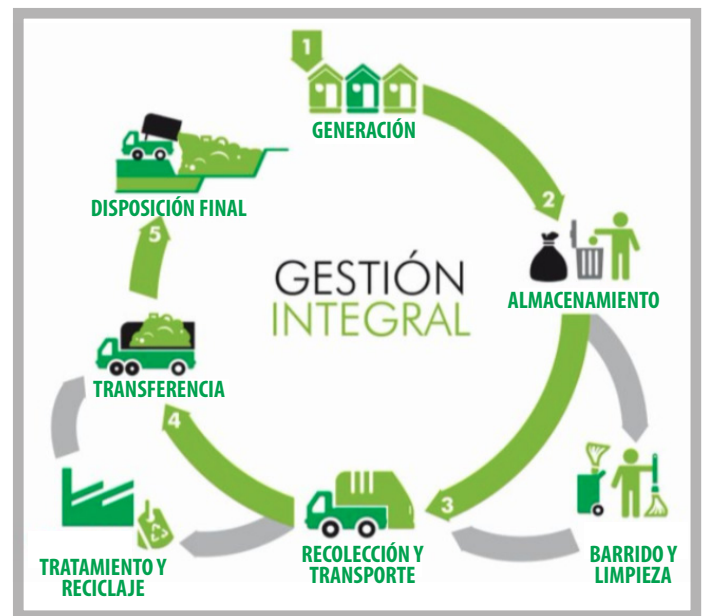 1
GENERACIÓN
2
ALMACENAMIENTO
BARRIDO Y
LIMPIEZA
3
RECOLECCIÓN Y
TRANSPORTE
TRATAMIENTO Y
RECICLAJE
4
TRANSFERENCIA
5
DISPOSICIÓN FINAL
GESTIÓN
INTEGRAL